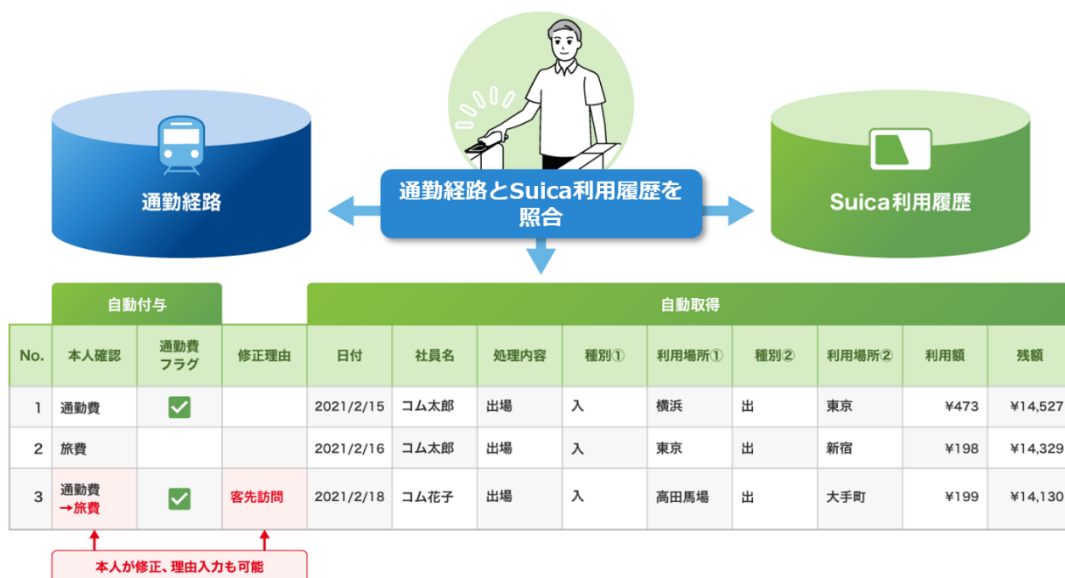 通勤経路
通勤経路とSuica利用履歴を
照合
Suica利用履歴
自動付与
自動取得
No. 本人確認 通勤費 フラグ 修正理由 日付 社員名 処理内容 種別① 利用場所① 種別② 利用場所② 利用額 残額
1 通勤費 2021/2/15 コム太郎 出場 入 横浜 出 東京 ¥473 ¥14,527
2 旅費 2021/2/16 コム太郎 出場 入 東京 出 新宿 ¥198 ¥14,329
3 通勤費 →旅費 客先訪問 2021/2/18 コム花子 出場 入 高田馬場 出 大手町 ¥199 ¥14,130
本人が修正、理由入力も可能